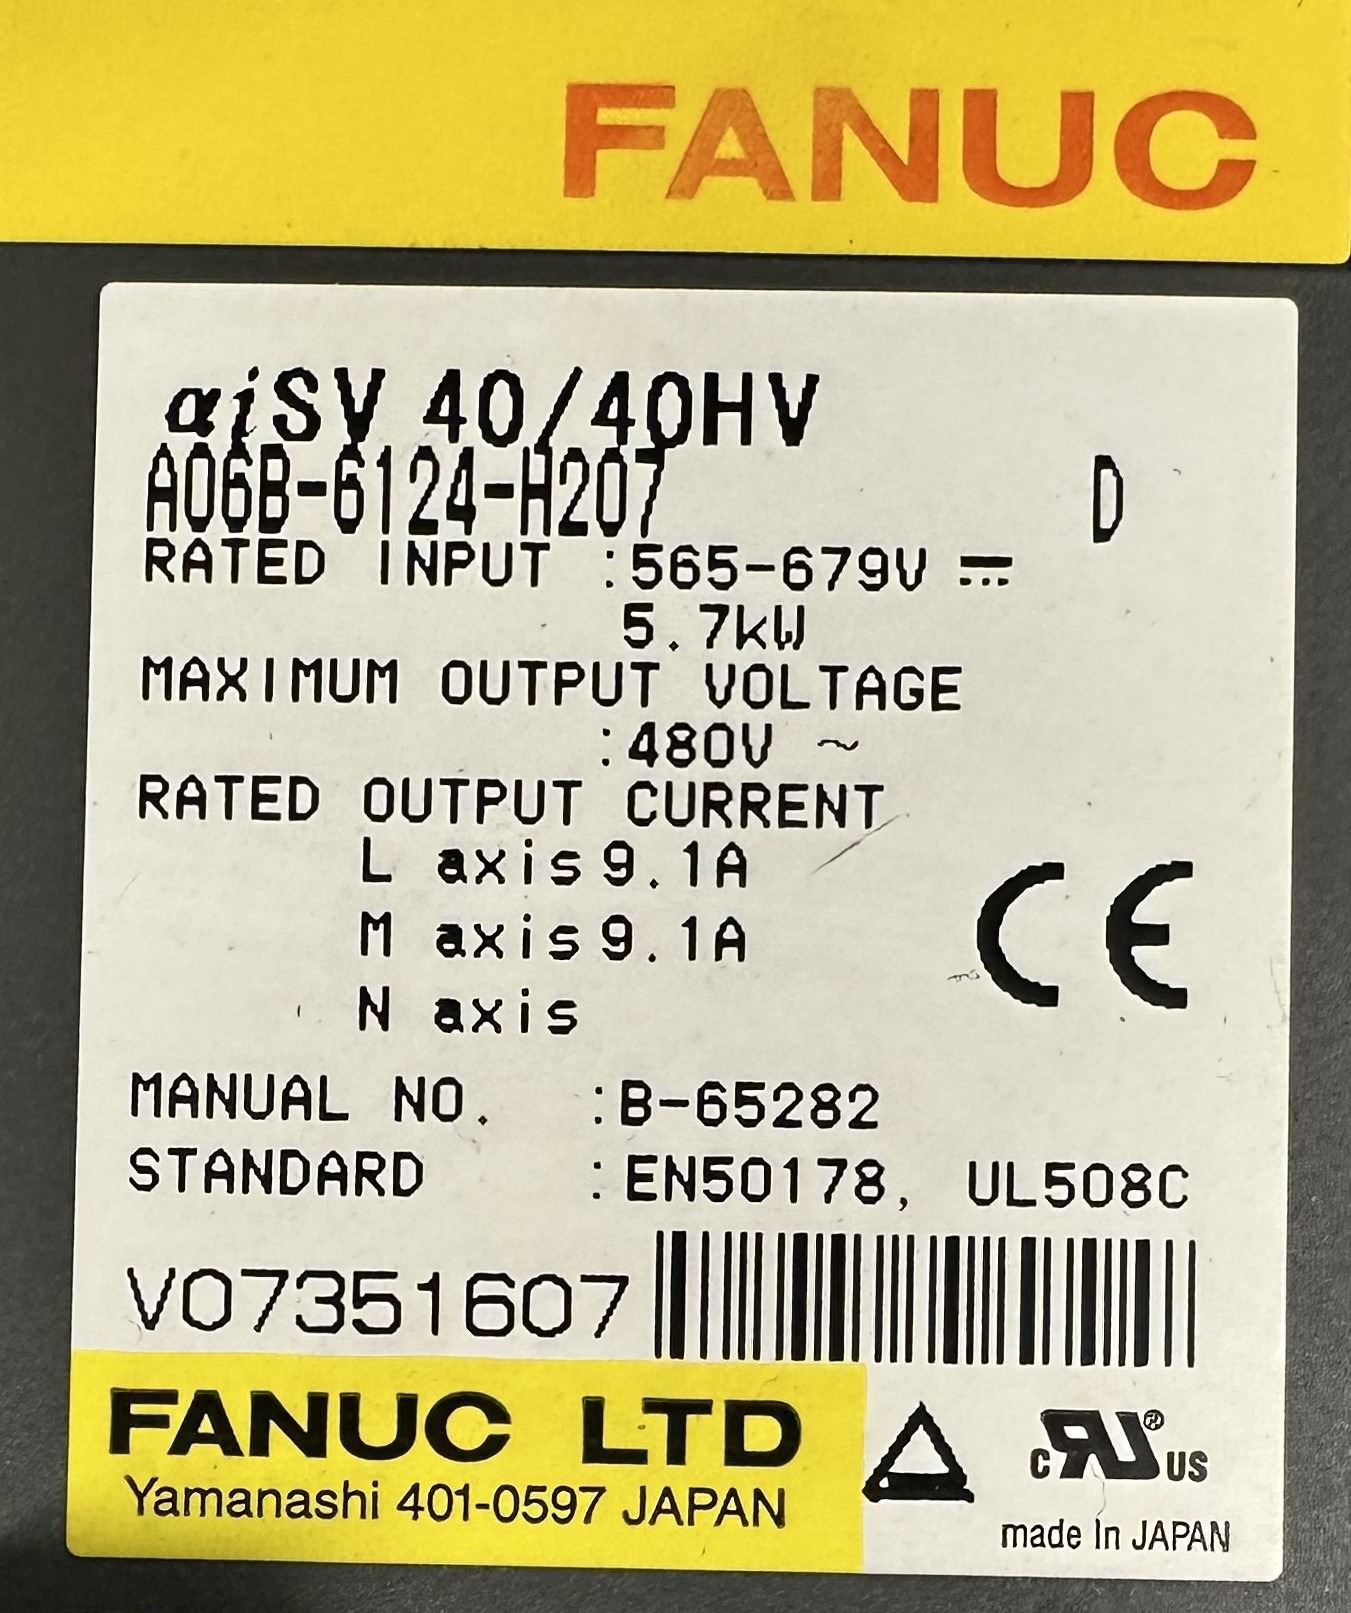 FANUC
αiSV 40/40HV
A06B-6124-H207 D
RATED INPUT :565-679V ⎓
5.7kW
MAXIMUM OUTPUT VOLTAGE
:480V ~
RATED OUTPUT CURRENT
L axis 9.1A
M axis 9.1A
N axis
CE
MANUAL NO. :B-65282
STANDARD :EN50178, UL508C
V07351607
FANUC LTD
Yamanashi 401-0597 JAPAN
c RU ® US
made In JAPAN